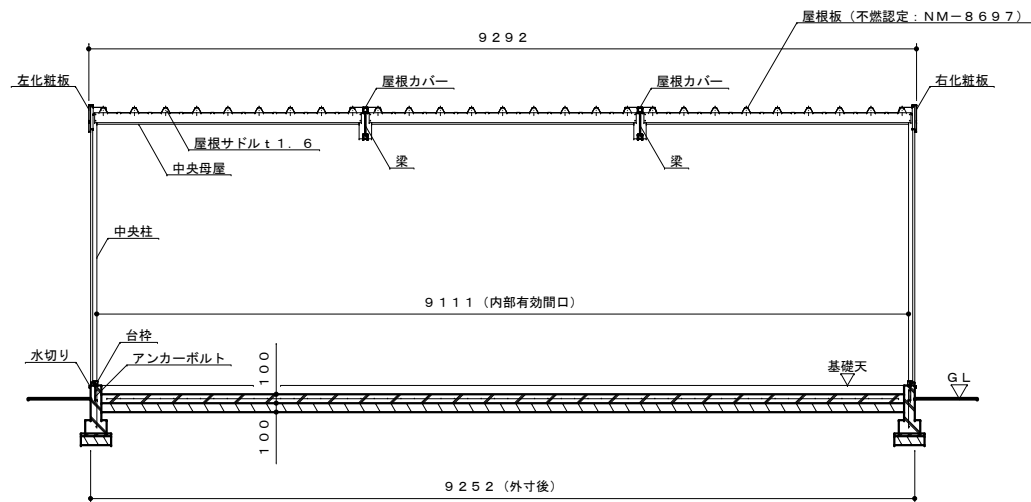 屋根板（不燃認定：NM－8697）
9292
左化粧板
屋根カバー
屋根カバー
右化粧板
屋根サドルｔ1．6
梁
梁
中央母屋
中央柱
9111（内部有効間口）
台枠
水切り
アンカーボルト
100
基礎天
GL
100
9252（外寸後）